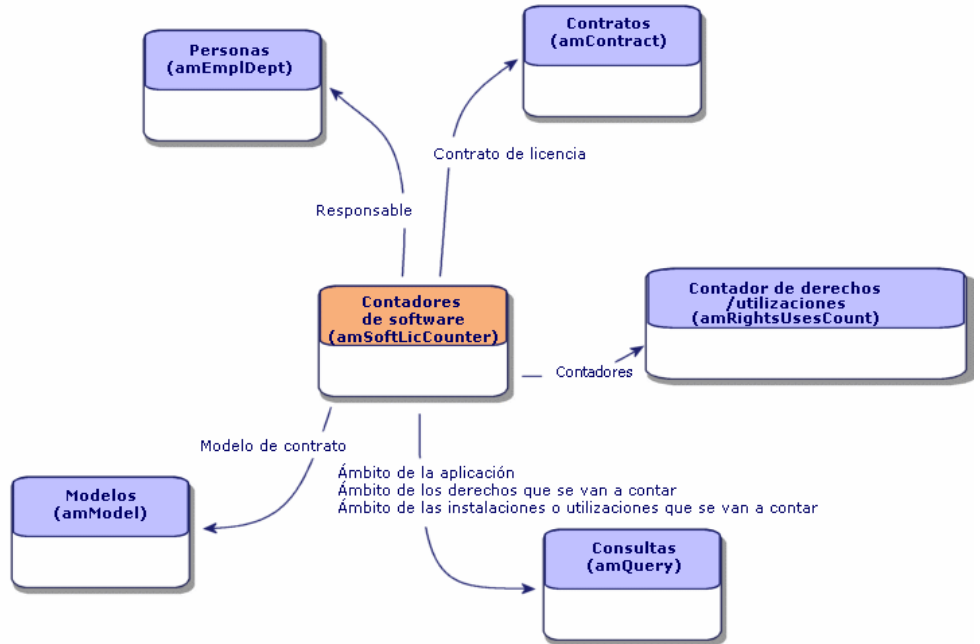 Contratos
(amContract)
Personas
(amEmplDept)
Contrato de licencia
Responsable
Contador de derechos
/utilizaciones
(amRightsUsesCount)
Contadores
de software
(amSoftLicCounter)
Contadores
Modelo de contrato
Ámbito de la aplicación
Ámbito de los derechos que se van a contar
Ámbito de las instalaciones o utilizaciones que se van a contar
Modelos
(amModel)
Consultas
(amQuery)